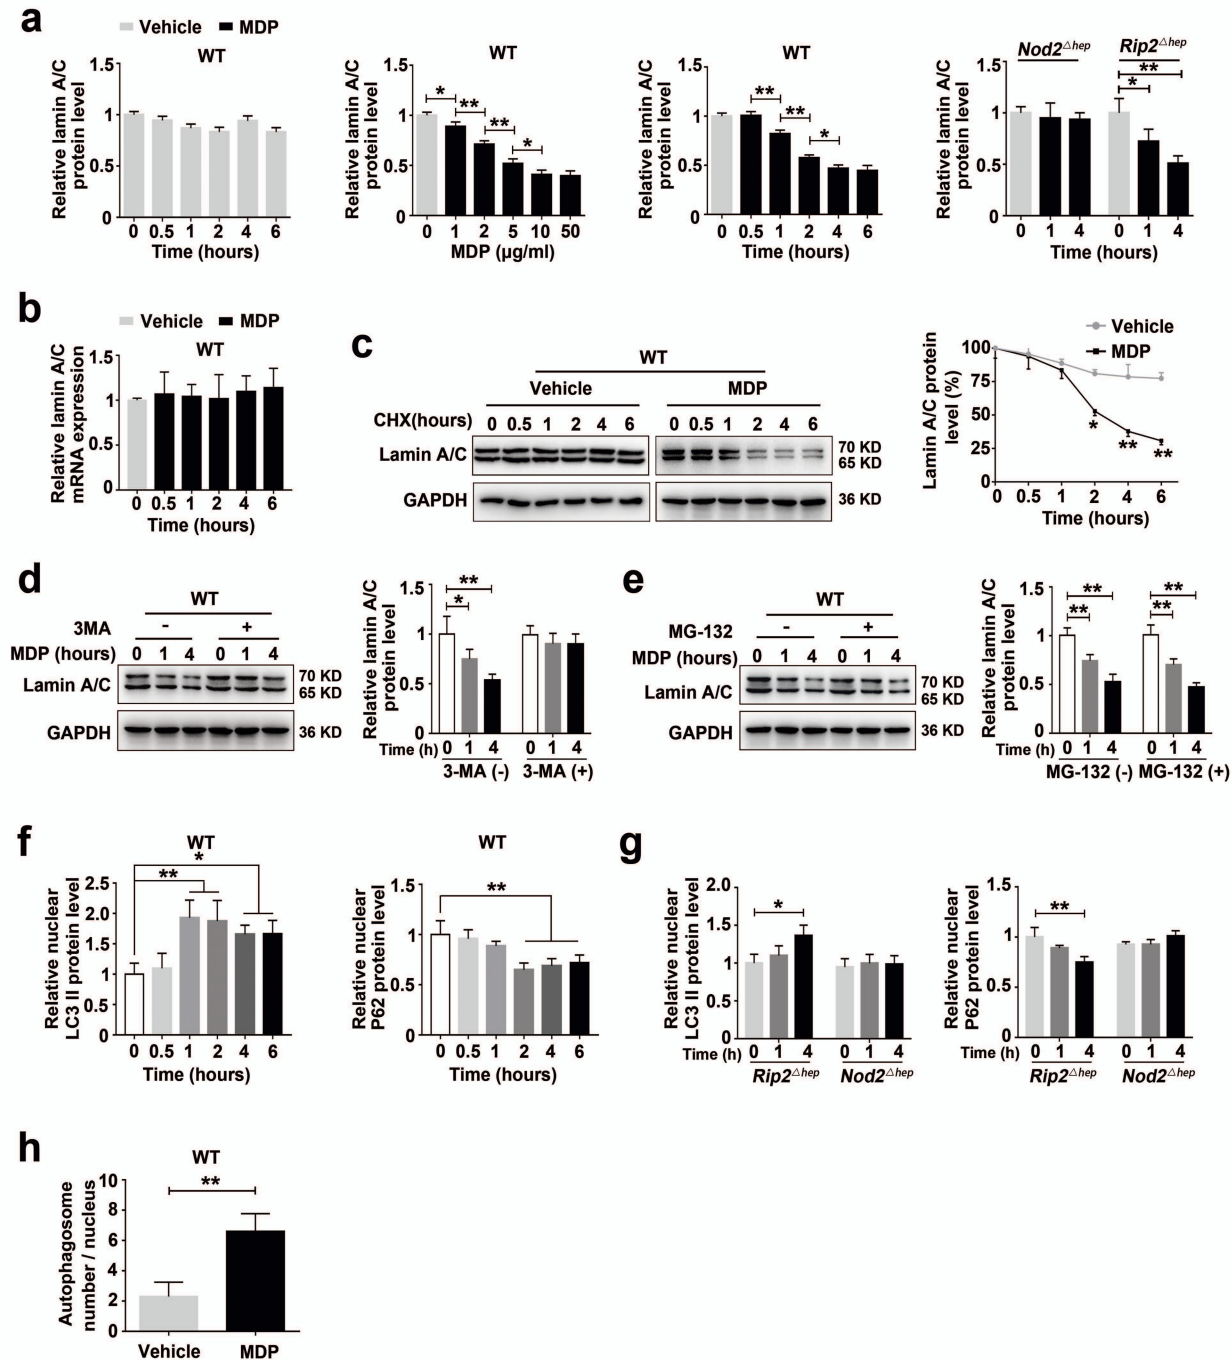 a
Vehicle MDP
WT
Relative lamin A/C
protein level
1.5
1
0.5
0
0 0.5 1 2 4 6
Time (hours)
WT
Relative lamin A/C
protein level
1.5
1
0.5
0
* ** ** *
0 1 2 5 10 50
MDP (µg/ml)
WT
Relative lamin A/C
protein level
1.5
1
0.5
0
** ** *
0 0.5 1 2 4 6
Time (hours)
Nod2△hep Rip2△hep
Relative lamin A/C
protein level
1.5
1
0.5
0
**
*
0 1 4 0 1 4
Time (hours)
b
Vehicle MDP
WT
Relative lamin A/C
mRNA expression
1.5
1
0.5
0
0 0.5 1 2 4 6
Time (hours)
c
WT
Vehicle MDP
CHX(hours) 0 0.5 1 2 4 6 0 0.5 1 2 4 6
Lamin A/C 70 KD
65 KD
GAPDH 36 KD
Vehicle
MDP
Lamin A/C protein
level (%)
100
75
50
25
0
* ** **
0 0.5 1 2 4 6
Time (hours)
d
WT
3MA - +
MDP (hours) 0 1 4 0 1 4
Lamin A/C 70 KD
65 KD
GAPDH 36 KD
Relative lamin A/C
protein level
1.5
1
0.5
0
**
*
Time (h) 0 1 4 0 1 4
3-MA (-) 3-MA (+)
e
WT
MG-132 - +
MDP (hours) 0 1 4 0 1 4
Lamin A/C 70 KD
65 KD
GAPDH 36 KD
Relative lamin A/C
protein level
1.5
1
0.5
0
** **
** **
Time (h) 0 1 4 0 1 4
MG-132 (-) MG-132 (+)
f
WT
Relative nuclear
LC3 II protein level
2.5
2.0
1.5
1
0.5
0
*
**
0 0.5 1 2 4 6
Time (hours)
WT
Relative nuclear
P62 protein level
1.5
1
0.5
0
**
0 0.5 1 2 4 6
Time (hours)
g
Relative nuclear
LC3 II protein level
2.0
1.5
1
0.5
0
*
Time (h) 0 1 4 0 1 4
Rip2△hep Nod2△hep
Relative nuclear
P62 protein level
1.5
1
0.5
0
**
Time (h) 0 1 4 0 1 4
Rip2△hep Nod2△hep
h
WT
Autophagosome
number / nucleus
10
8
6
4
2
0
**
Vehicle MDP